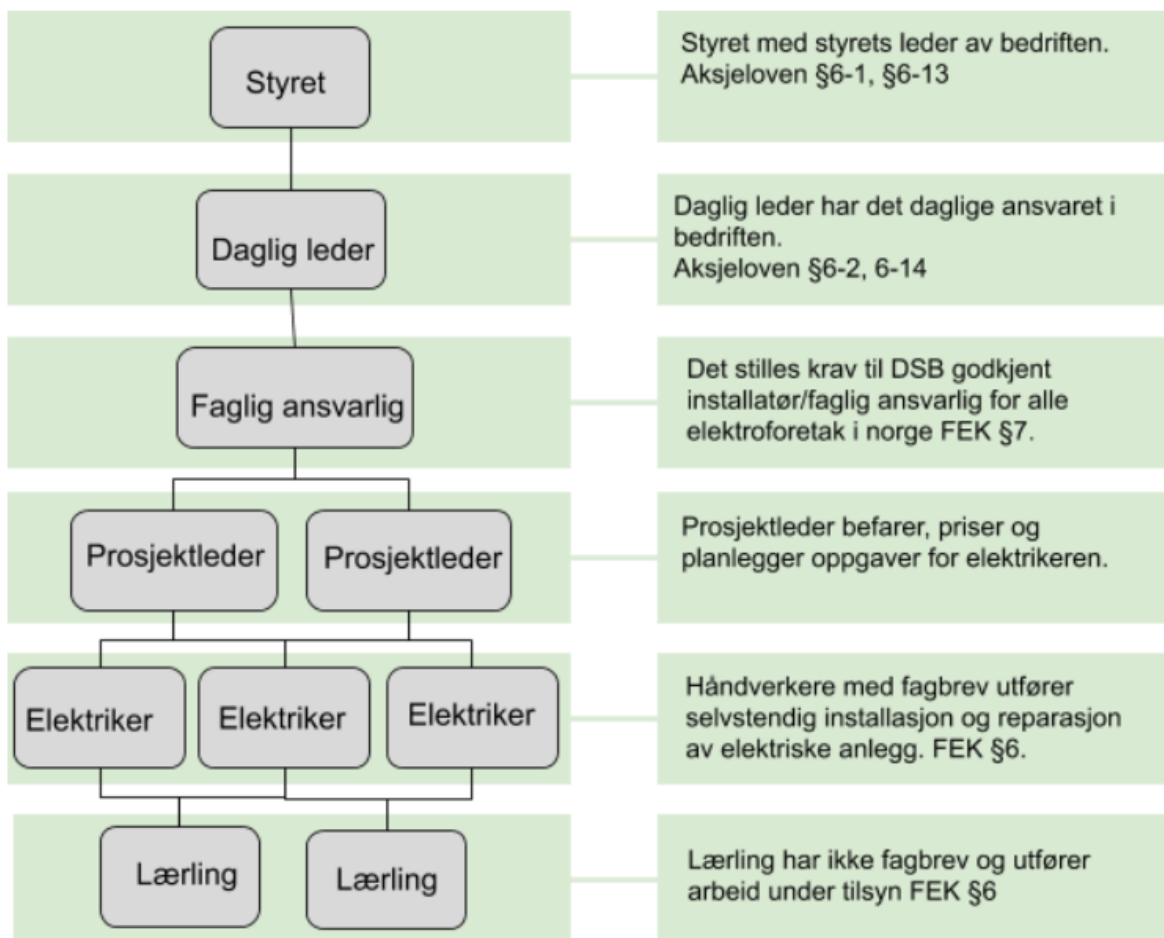 Styret
Styret med styrets leder av bedriften.
Aksjeloven §6-1, §6-13
Daglig leder
Daglig leder har det daglige ansvaret i
bedriften.
Aksjeloven §6-2, 6-14
Faglig ansvarlig
Det stilles krav til DSB godkjent
installatør/faglig ansvarlig for alle
elektroforetak i norge FEK §7.
Prosjektleder
Prosjektleder
Prosjektleder befarer, priser og
planlegger oppgaver for elektrikeren.
Elektriker
Elektriker
Elektriker
Håndverkere med fagbrev utfører
selvstendig installasjon og reparasjon
av elektriske anlegg. FEK §6.
Lærling
Lærling
Lærling har ikke fagbrev og utfører
arbeid under tilsyn FEK §6